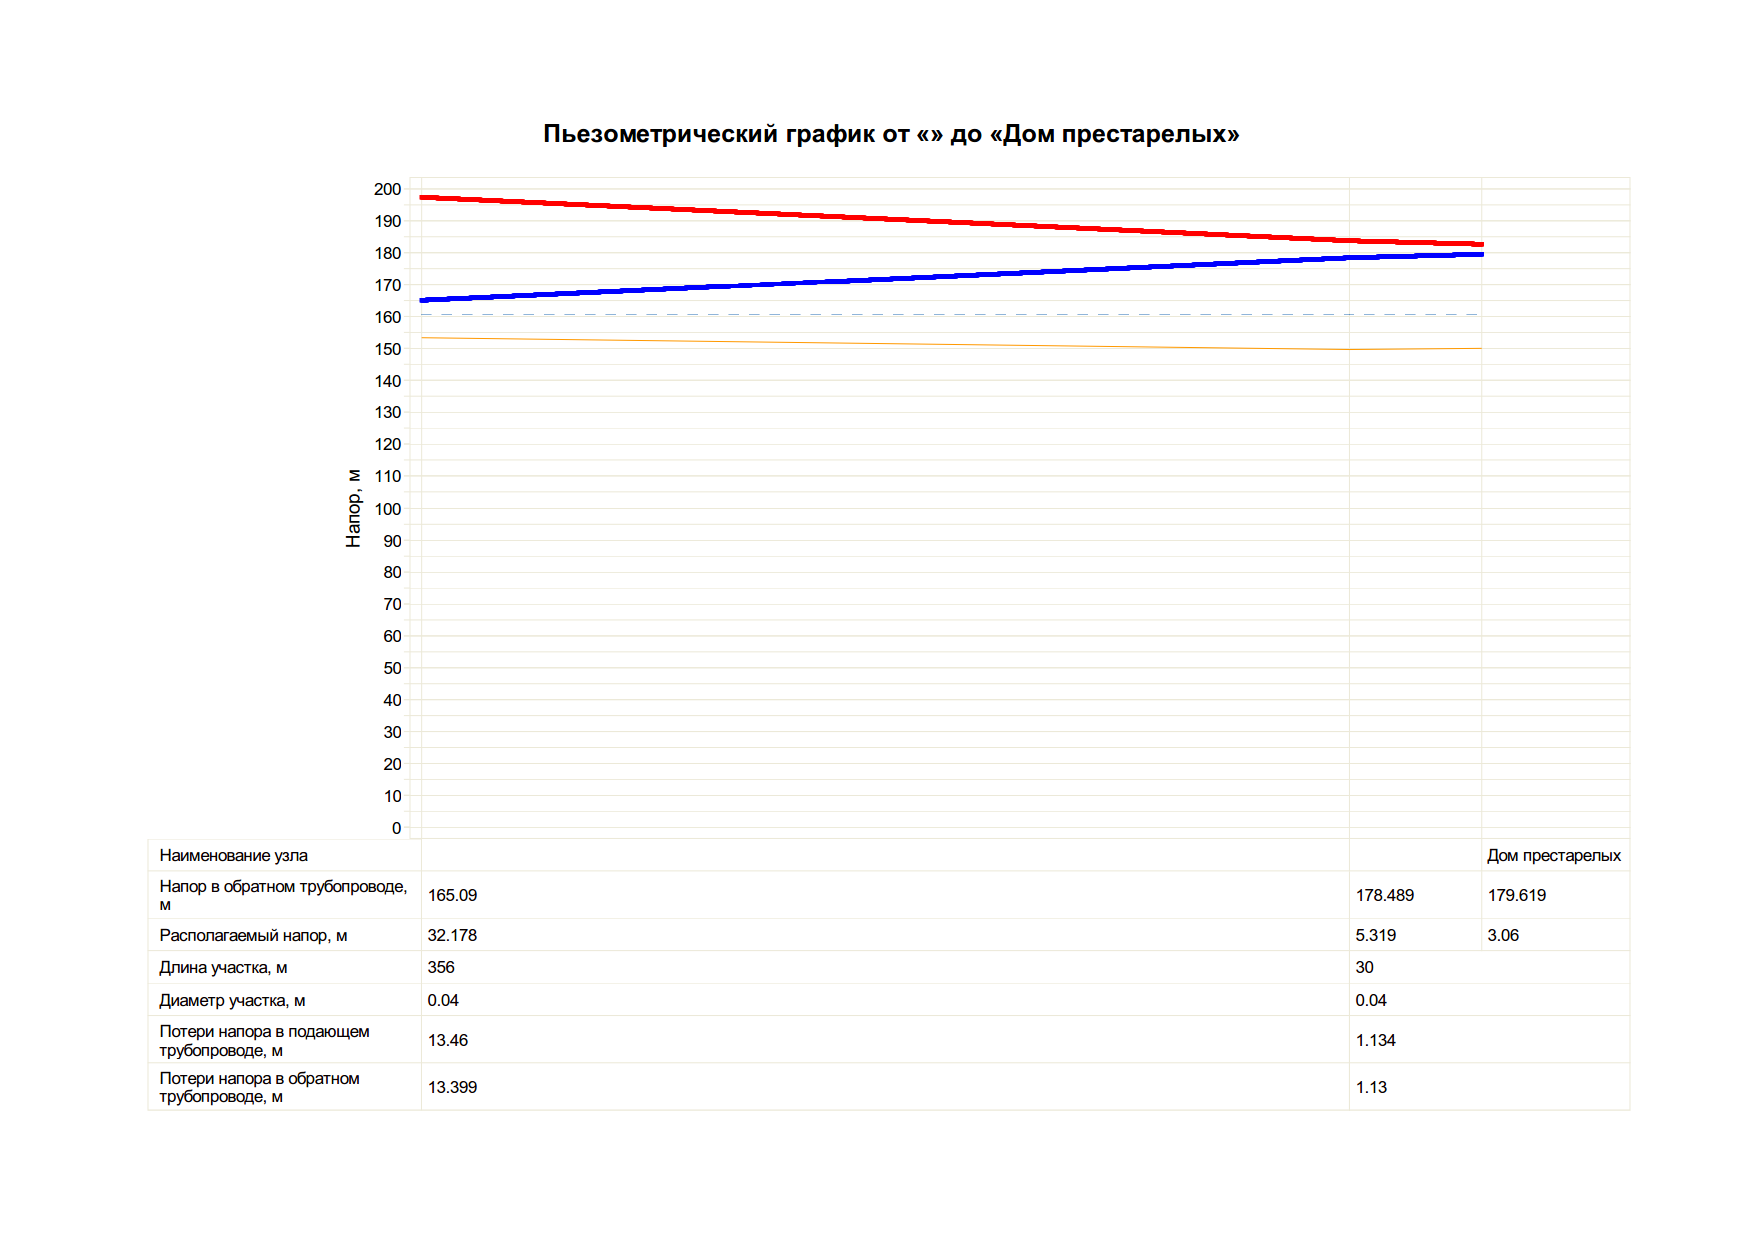 Пьезометрический график от «» до «Дом престарелых»
200
190
180
170
160
150
140
130
120
110
100
90
80
70
60
50
40
30
20
10
0
Напор, м
Наименование узла
Дом престарелых
Напор в обратном трубопроводе,
м
165.09
178.489
179.619
Располагаемый напор, м
32.178
5.319
3.06
Длина участка, м
356
30
Диаметр участка, м
0.04
0.04
Потери напора в подающем
трубопроводе, м
13.46
1.134
Потери напора в обратном
трубопроводе, м
13.399
1.13